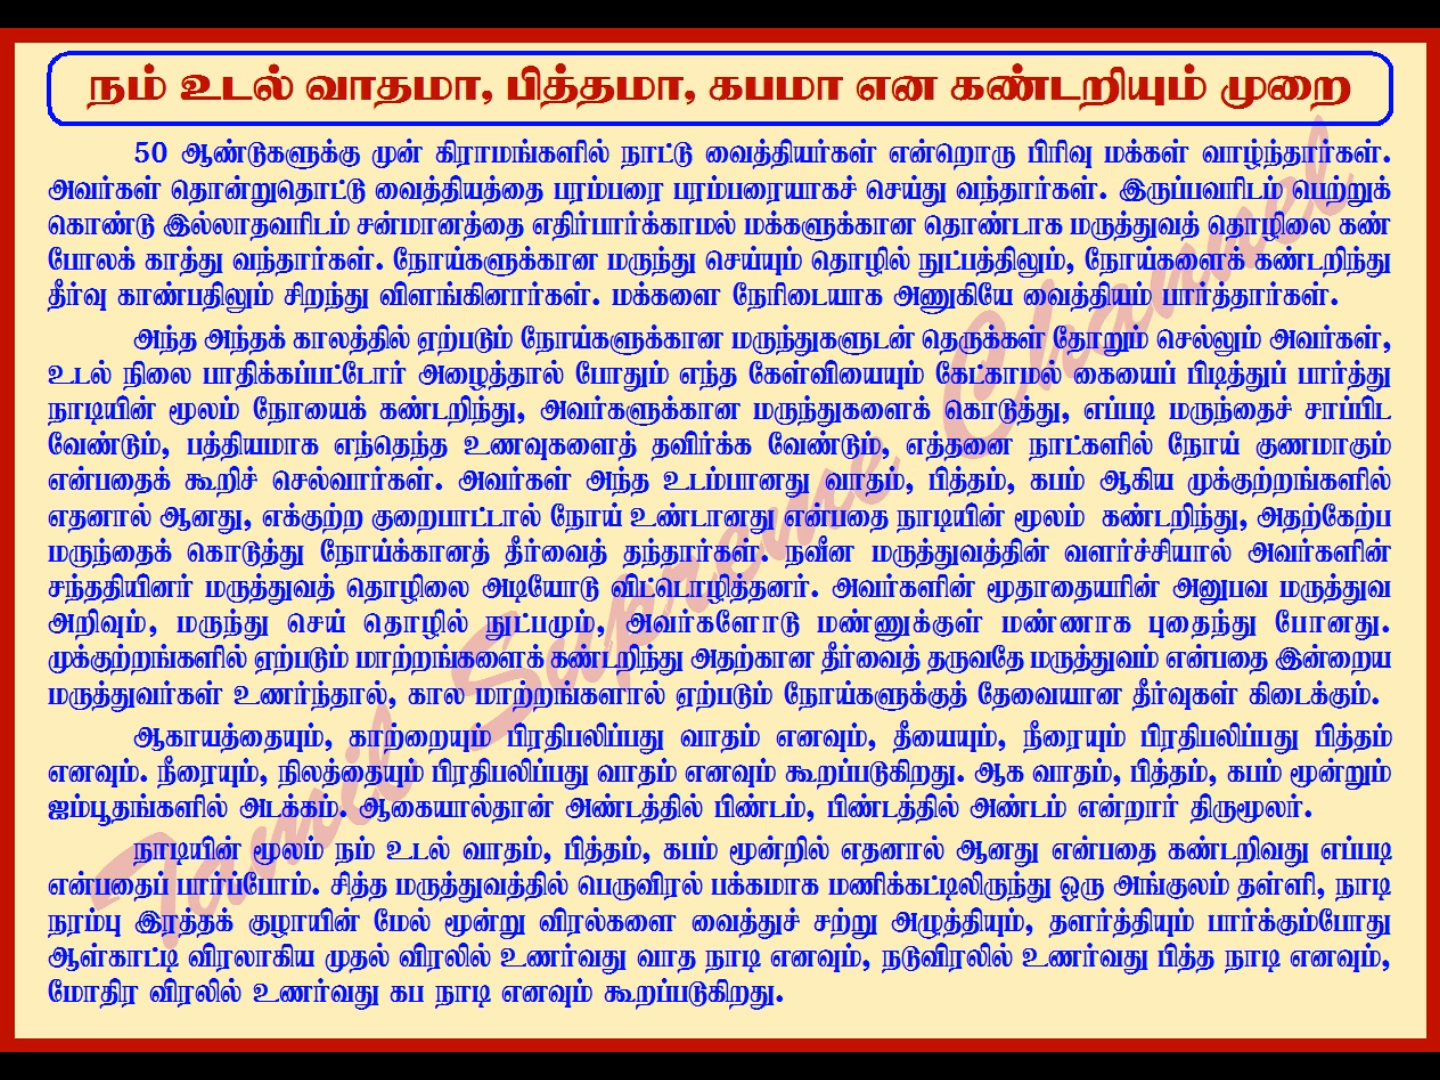 நம் உடல் வாதமா, பித்தமா, கபமா என கண்டறியும் முறை
50 ஆண்டுகளுக்கு முன் கிராமங்களில் நாட்டு வைத்தியர்கள் என்றொரு பிரிவு மக்கள் வாழ்ந்தார்கள்.
அவர்கள் தொன்றுதொட்டு வைத்தியத்தை பரம்பரை பரம்பரையாகச் செய்து வந்தார்கள். இருப்பவரிடம் பெற்றுக்
கொண்டு இல்லாதவரிடம் சன்மானத்தை எதிர்பார்க்காமல் மக்களுக்கான தொண்டாக மருத்துவத் தொழிலை கண்
போலக் காத்து வந்தார்கள். நோய்களுக்கான மருந்து செய்யும் தொழில் நுட்பத்திலும், நோய்களைக் கண்டறிந்து
தீர்வு காண்பதிலும் சிறந்து விளங்கினார்கள். மக்களை நேரிடையாக அணுகியே வைத்தியம் பார்த்தார்கள்.
அந்த அந்தக் காலத்தில் ஏற்படும் நோய்களுக்கான மருந்துகளுடன் தெருக்கள் தோறும் செல்லும் அவர்கள்,
உடல் நிலை பாதிக்கப்பட்டோர் அழைத்தால் போதும் எந்த கேள்வியையும் கேட்காமல் கையைப் பிடித்துப் பார்த்து
நாடியின் மூலம் நோயைக் கண்டறிந்து, அவர்களுக்கான மருந்துகளைக் கொடுத்து, எப்படி மருந்தைச் சாப்பிட
வேண்டும், பத்தியமாக எந்தெந்த உணவுகளைத் தவிர்க்க வேண்டும், எத்தனை நாட்களில் நோய் குணமாகும்
என்பதைக் கூறிச் செல்வார்கள். அவர்கள் அந்த உடம்பானது வாதம், பித்தம், கபம் ஆகிய முக்குற்றங்களில்
எதனால் ஆனது, எக்குற்ற குறைபாட்டால் நோய் உண்டானது என்பதை நாடியின் மூலம் கண்டறிந்து, அதற்கேற்ப
மருந்தைக் கொடுத்து நோய்க்கானத் தீர்வைத் தந்தார்கள். நவீன மருத்துவத்தின் வளர்ச்சியால் அவர்களின்
சந்ததியினர் மருத்துவத் தொழிலை அடியோடு விட்டொழித்தனர். அவர்களின் மூதாதையரின் அனுபவ மருத்துவ
அறிவும், மருந்து செய் தொழில் நுட்பமும், அவர்களோடு மண்ணுக்குள் மண்ணாக புதைந்து போனது.
முக்குற்றங்களில் ஏற்படும் மாற்றங்களைக் கண்டறிந்து அதற்கான தீர்வைத் தருவதே மருத்துவம் என்பதை இன்றைய
மருத்துவர்கள் உணர்ந்தால், கால மாற்றங்களால் ஏற்படும் நோய்களுக்குத் தேவையான தீர்வுகள் கிடைக்கும்.
ஆகாயத்தையும், காற்றையும் பிரதிபலிப்பது வாதம் எனவும், தீயையும், நீரையும் பிரதிபலிப்பது பித்தம்
எனவும். நீரையும், நிலத்தையும் பிரதிபலிப்பது வாதம் எனவும் கூறப்படுகிறது. ஆக வாதம், பித்தம், கபம் மூன்றும்
ஐம்பூதங்களில் அடக்கம். ஆகையால்தான் அண்டத்தில் பிண்டம், பிண்டத்தில் அண்டம் என்றார் திருமூலர்.
நாடியின் மூலம் நம் உடல் வாதம், பித்தம், கபம் மூன்றில் எதனால் ஆனது என்பதை கண்டறிவது எப்படி
என்பதைப் பார்ப்போம். சித்த மருத்துவத்தில் பெருவிரல் பக்கமாக மணிக்கட்டிலிருந்து ஒரு அங்குலம் தள்ளி, நாடி
நரம்பு இரத்தக் குழாயின் மேல் மூன்று விரல்களை வைத்துச் சற்று அழுத்தியும், தளர்த்தியும் பார்க்கும்போது
ஆள்காட்டி விரலாகிய முதல் விரலில் உணர்வது வாத நாடி எனவும், நடுவிரலில் உணர்வது பித்த நாடி எனவும்,
மோதிர விரலில் உணர்வது கப நாடி எனவும் கூறப்படுகிறது.
Tamil Supreme Channel